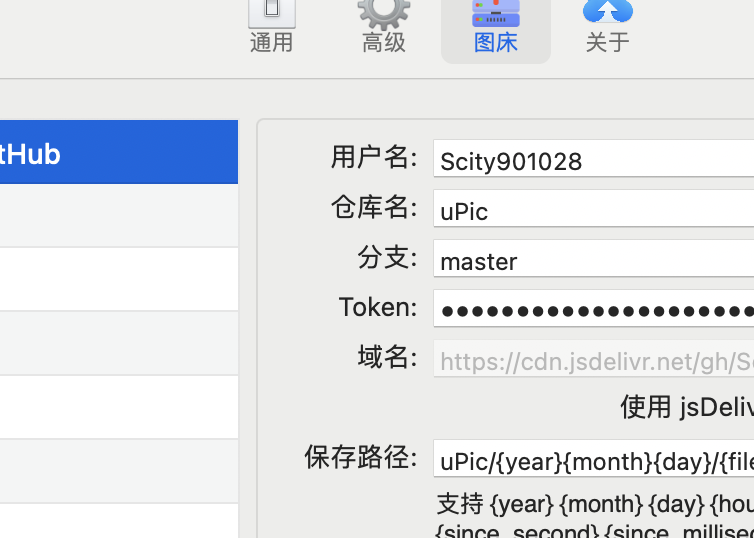 通用 高级 图床 关于
tHub
用户名: Scity901028
仓库名: uPic
分支: master
Token: ●●●●●●●●●●●●●●●●●●●●●
域名: https://cdn.jsdelivr.net/gh/S
使用 jsDeliv
保存路径: uPic/{year}{month}{day}/{file
支持 {year} {month} {day} {hou
{since_second} {since_millisec